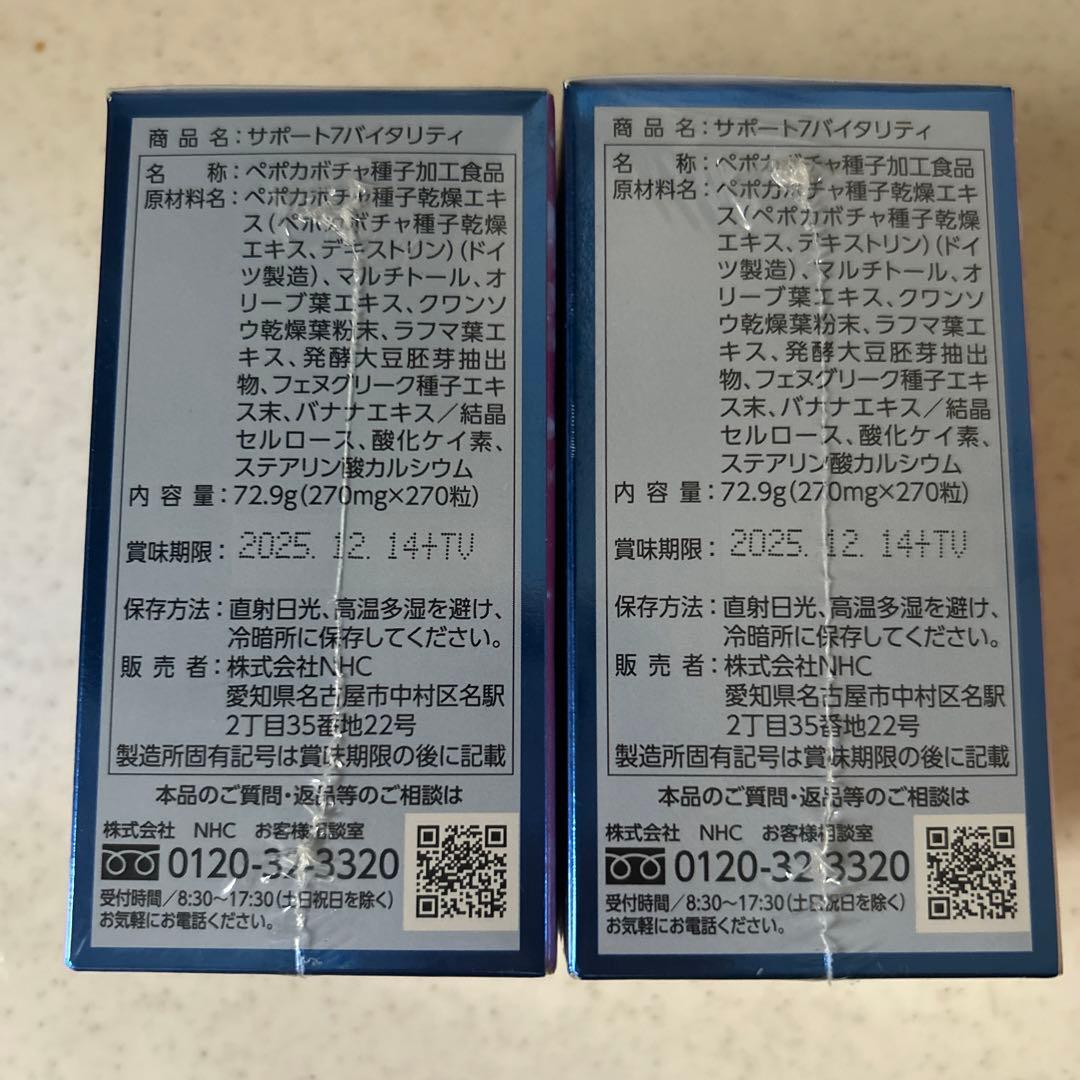 商品名:サポート7バイタリティ
名称:ペポカボチャ種子加工食品
原材料名:ペポカボチャ種子乾燥エキ
ス(ペポカボチャ種子乾燥
エキス、デキストリン)(ドイ
ツ製造)、マルチトール、オ
リーブ葉エキス、クワンソ
ウ乾燥葉粉末、ラフマ葉エ
キス、発酵大豆胚芽抽出
物、フェヌグリーク種子エキ
ス末、バナナエキス/結晶
セルロース、酸化ケイ素、
ステアリン酸カルシウム
内容量:72.9g(270mg×270粒)
賞味期限:2025.12.14+TV
保存方法:直射日光、高温多湿を避け、
冷暗所に保存してください。
販売者:株式会社NHC
愛知県名古屋市中村区名駅
2丁目35番地22号
製造所固有記号は賞味期限の後に記載
本品のご質問・返品等のご相談は
株式会社 NHC お客様相談室
0120-32-3320
受付時間/8:30〜17:30(土日祝日を除く)
お気軽にお電話ください。
商品名:サポート7バイタリティ
名称:ペポカボチャ種子加工食品
原材料名:ペポカボチャ種子乾燥エキ
ス(ペポカボチャ種子乾燥
エキス、デキストリン)(ドイ
ツ製造)、マルチトール、オ
リーブ葉エキス、クワンソ
ウ乾燥葉粉末、ラフマ葉エ
キス、発酵大豆胚芽抽出
物、フェヌグリーク種子エキ
ス末、バナナエキス/結晶
セルロース、酸化ケイ素、
ステアリン酸カルシウム
内容量:72.9g(270mg×270粒)
賞味期限:2025.12.14+TV
保存方法:直射日光、高温多湿を避け、
冷暗所に保存してください。
販売者:株式会社NHC
愛知県名古屋市中村区名駅
2丁目35番地22号
製造所固有記号は賞味期限の後に記載
本品のご質問・返品等のご相談は
株式会社 NHC お客様相談室
0120-32-3320
受付時間/8:30〜17:30(土日祝日を除く)
お気軽にお電話ください。